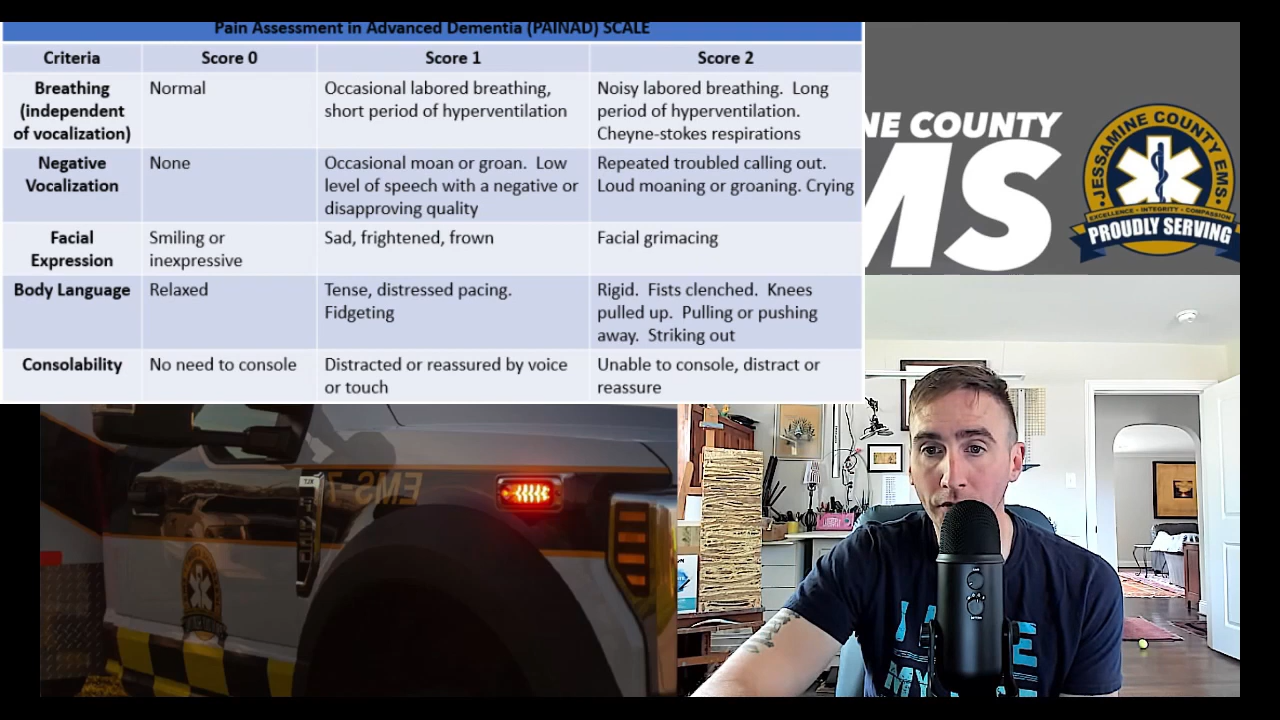 Pain Assessment in Advanced Dementia (PAINAD) SCALE
Criteria Score 0 Score 1 Score 2
Breathing
(independent
of vocalization)
Normal
Occasional labored breathing,
short period of hyperventilation
Noisy labored breathing. Long
period of hyperventilation.
Cheyne-stokes respirations
Negative
Vocalization
None
Occasional moan or groan. Low
level of speech with a negative or
disapproving quality
Repeated troubled calling out.
Loud moaning or groaning. Crying
Facial
Expression
Smiling or
inexpressive
Sad, frightened, frown
Facial grimacing
Body Language
Relaxed
Tense, distressed pacing.
Fidgeting
Rigid. Fists clenched. Knees
pulled up. Pulling or pushing
away. Striking out
Consolability
No need to console
Distracted or reassured by voice
or touch
Unable to console, distract or
reassure
NE COUNTY
MS
JESSAMINE COUNTY EMS
EXCELLENCE • INTEGRITY • COMPASSION
PROUDLY SERVING
EMS 7